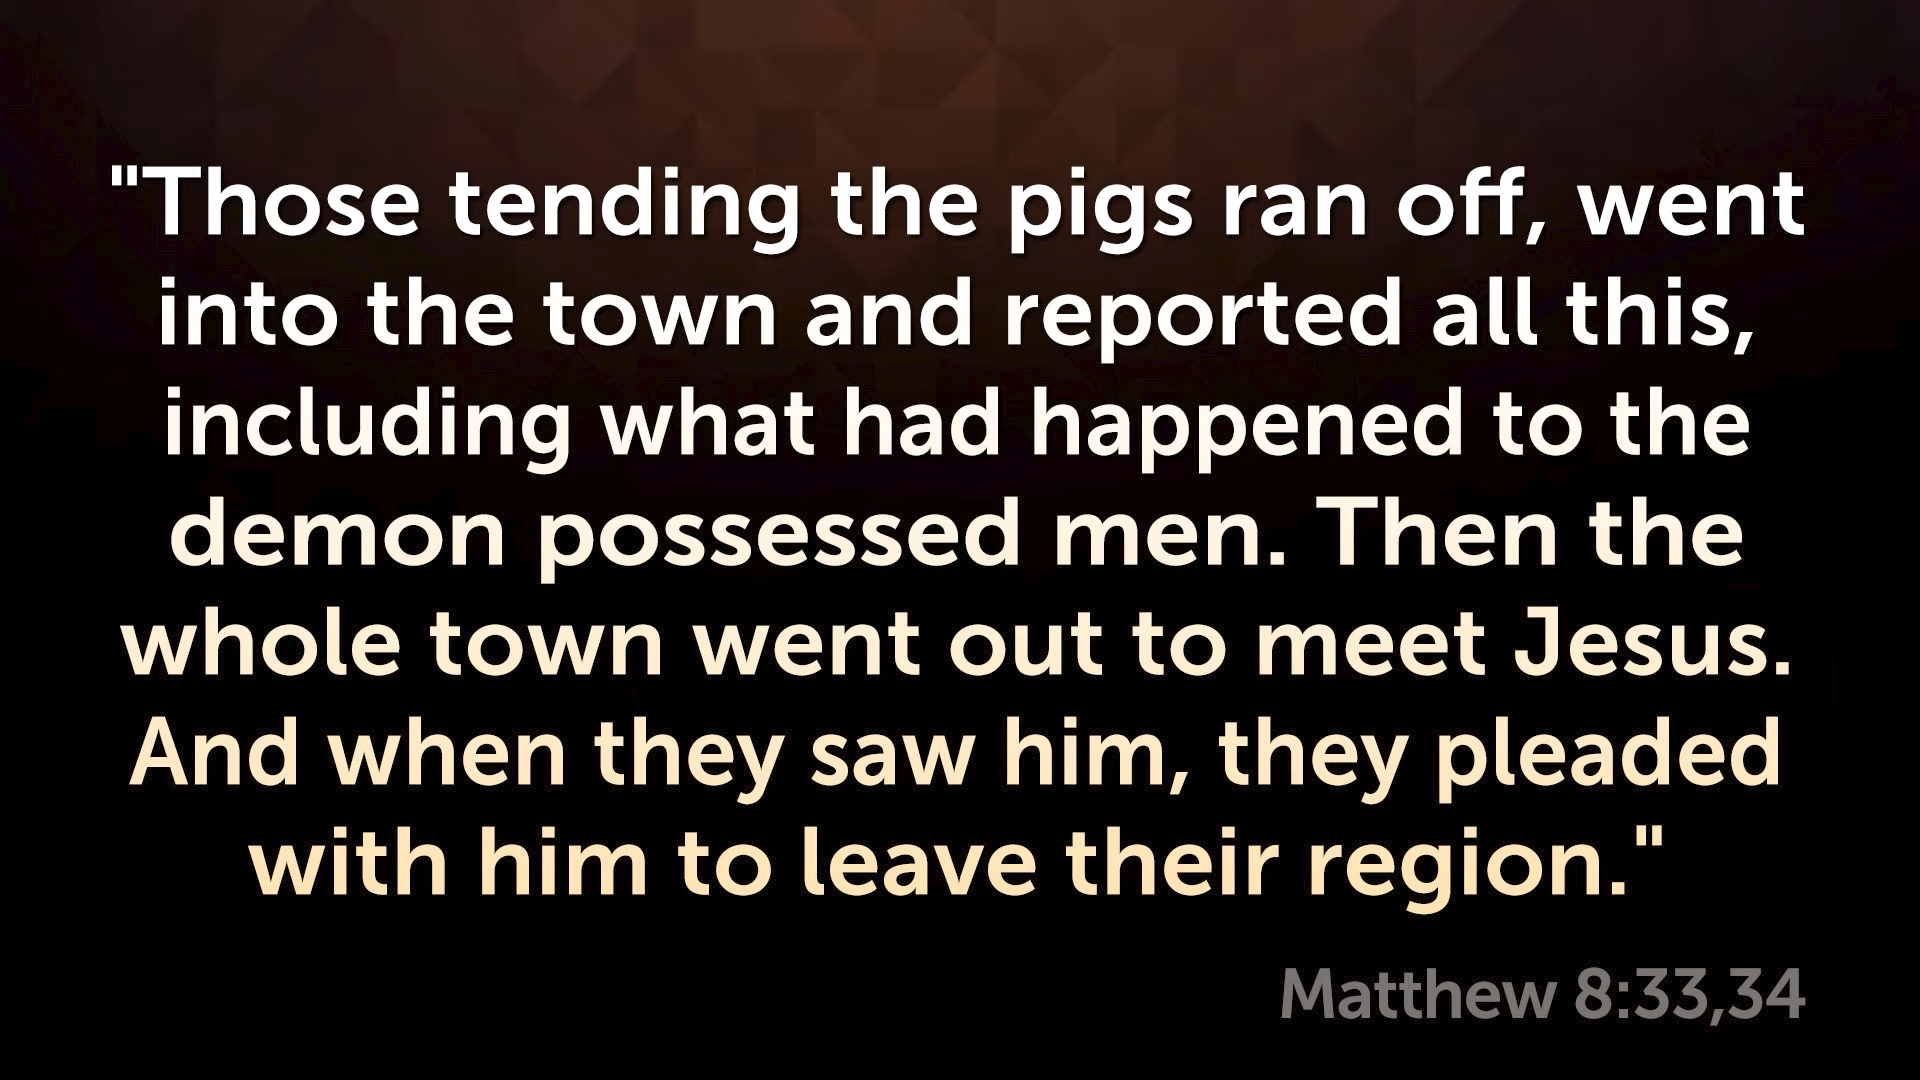 "Those tending the pigs ran off, went
into the town and reported all this,
including what had happened to the
demon possessed men. Then the
whole town went out to meet Jesus.
And when they saw him, they pleaded
with him to leave their region."
Matthew 8:33,34